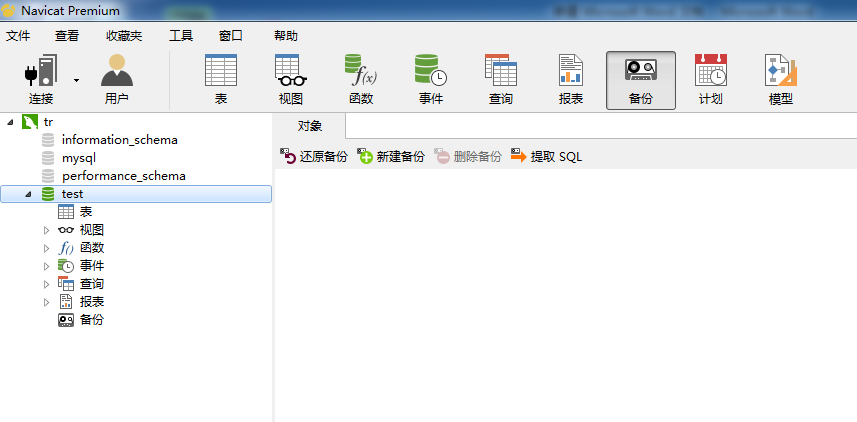 Navicat Premium
文件 查看 收藏夹 工具 窗口 帮助
连接 用户 表 视图 函数 事件 查询 报表 备份 计划 模型
tr
information_schema
mysql
performance_schema
test
表
视图
函数
事件
查询
报表
备份
对象
还原备份 新建备份 删除备份 提取 SQL